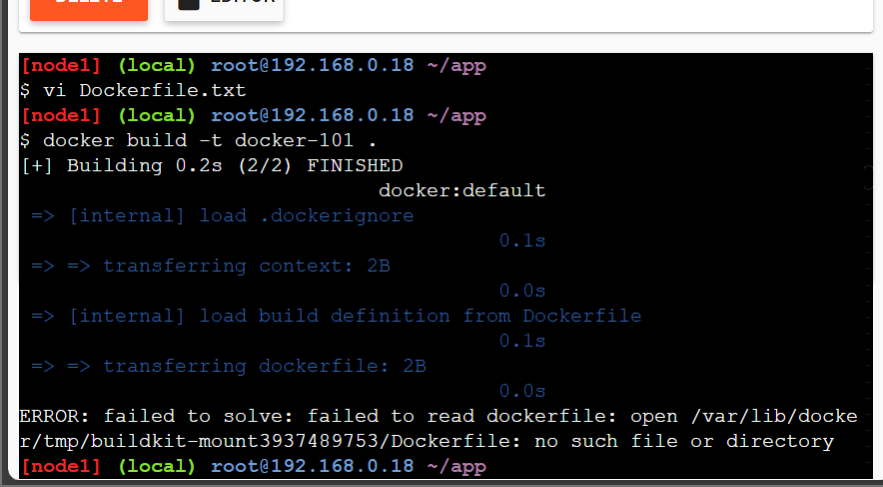 DELETE
EDITOR
[node1] (local) root@192.168.0.18 ~/app
$ vi Dockerfile.txt
[node1] (local) root@192.168.0.18 ~/app
$ docker build -t docker-101 .
[+] Building 0.2s (2/2) FINISHED
docker:default
=> [internal] load .dockerignore
0.1s
=> => transferring context: 2B
0.0s
=> [internal] load build definition from Dockerfile
0.1s
=> => transferring dockerfile: 2B
0.0s
ERROR: failed to solve: failed to read dockerfile: open /var/lib/docke
r/tmp/buildkit-mount3937489753/Dockerfile: no such file or directory
[node1] (local) root@192.168.0.18 ~/app